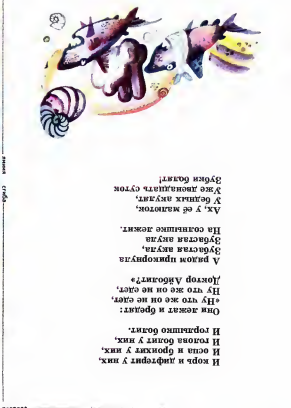 И корь и дифтерит у них,
И оспа и бронхит у них,
И голова болит у них,
И горлышко болит.
Они лежат и бредят:
«Ну что же он не едет,
Ну что же он не едет,
Доктор Айболит?»
А рядом прикорнула
Зубастая акула,
Зубастая акула
На солнышке лежит.
Ах, у её малюток,
У бедных акулят,
Уже двенадцать суток
Зубки болят!
линия сгиба